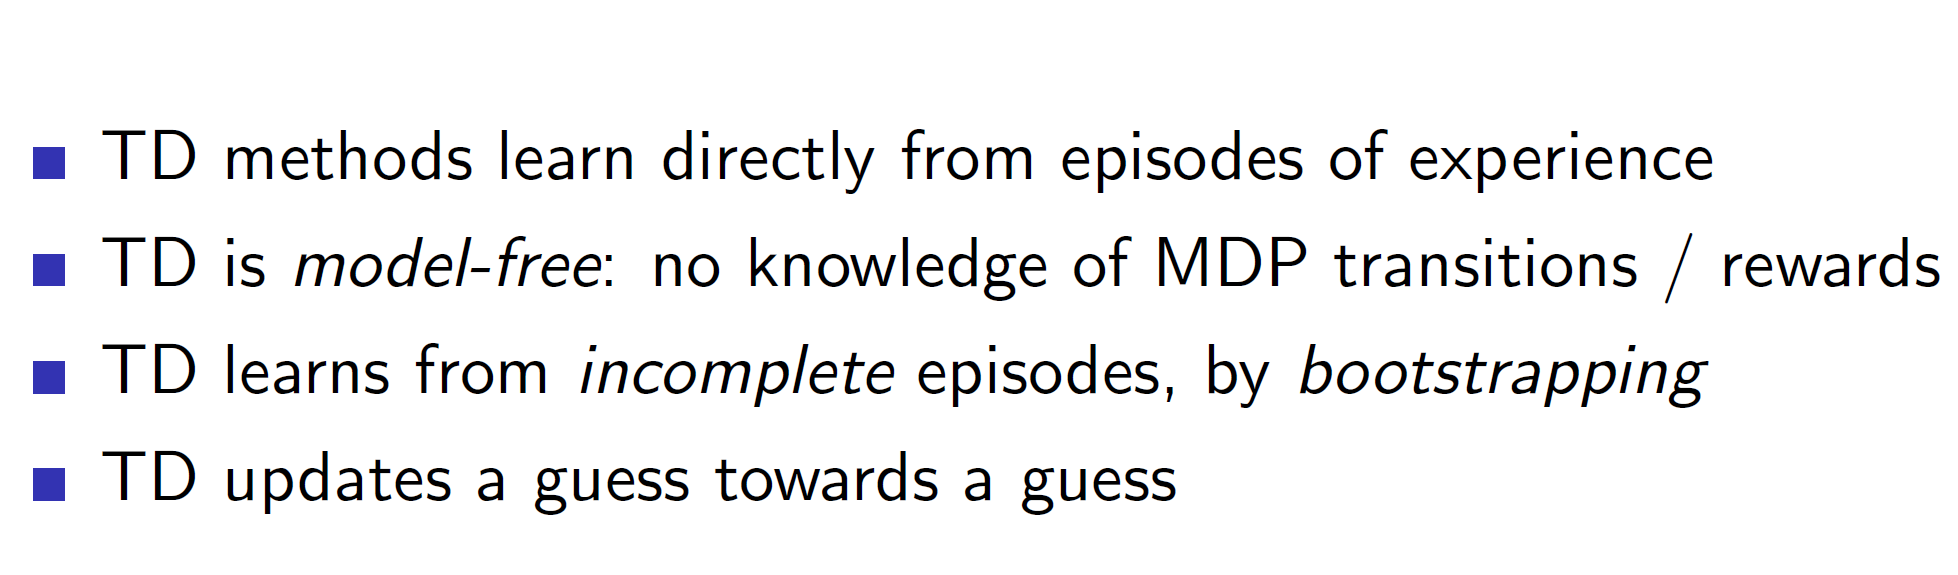 TD methods learn directly from episodes of experience
TD is model-free: no knowledge of MDP transitions / rewards
TD learns from incomplete episodes, by bootstrapping
TD updates a guess towards a guess